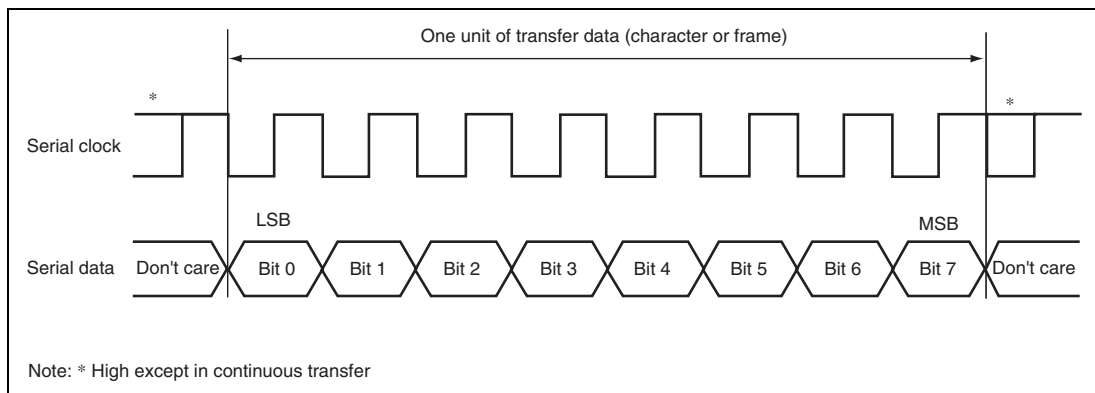 One unit of transfer data (character or frame)
*
*
Serial clock
LSB
MSB
Serial data
Don't care
Bit 0
Bit 1
Bit 2
Bit 3
Bit 4
Bit 5
Bit 6
Bit 7
Don't care
Note: * High except in continuous transfer